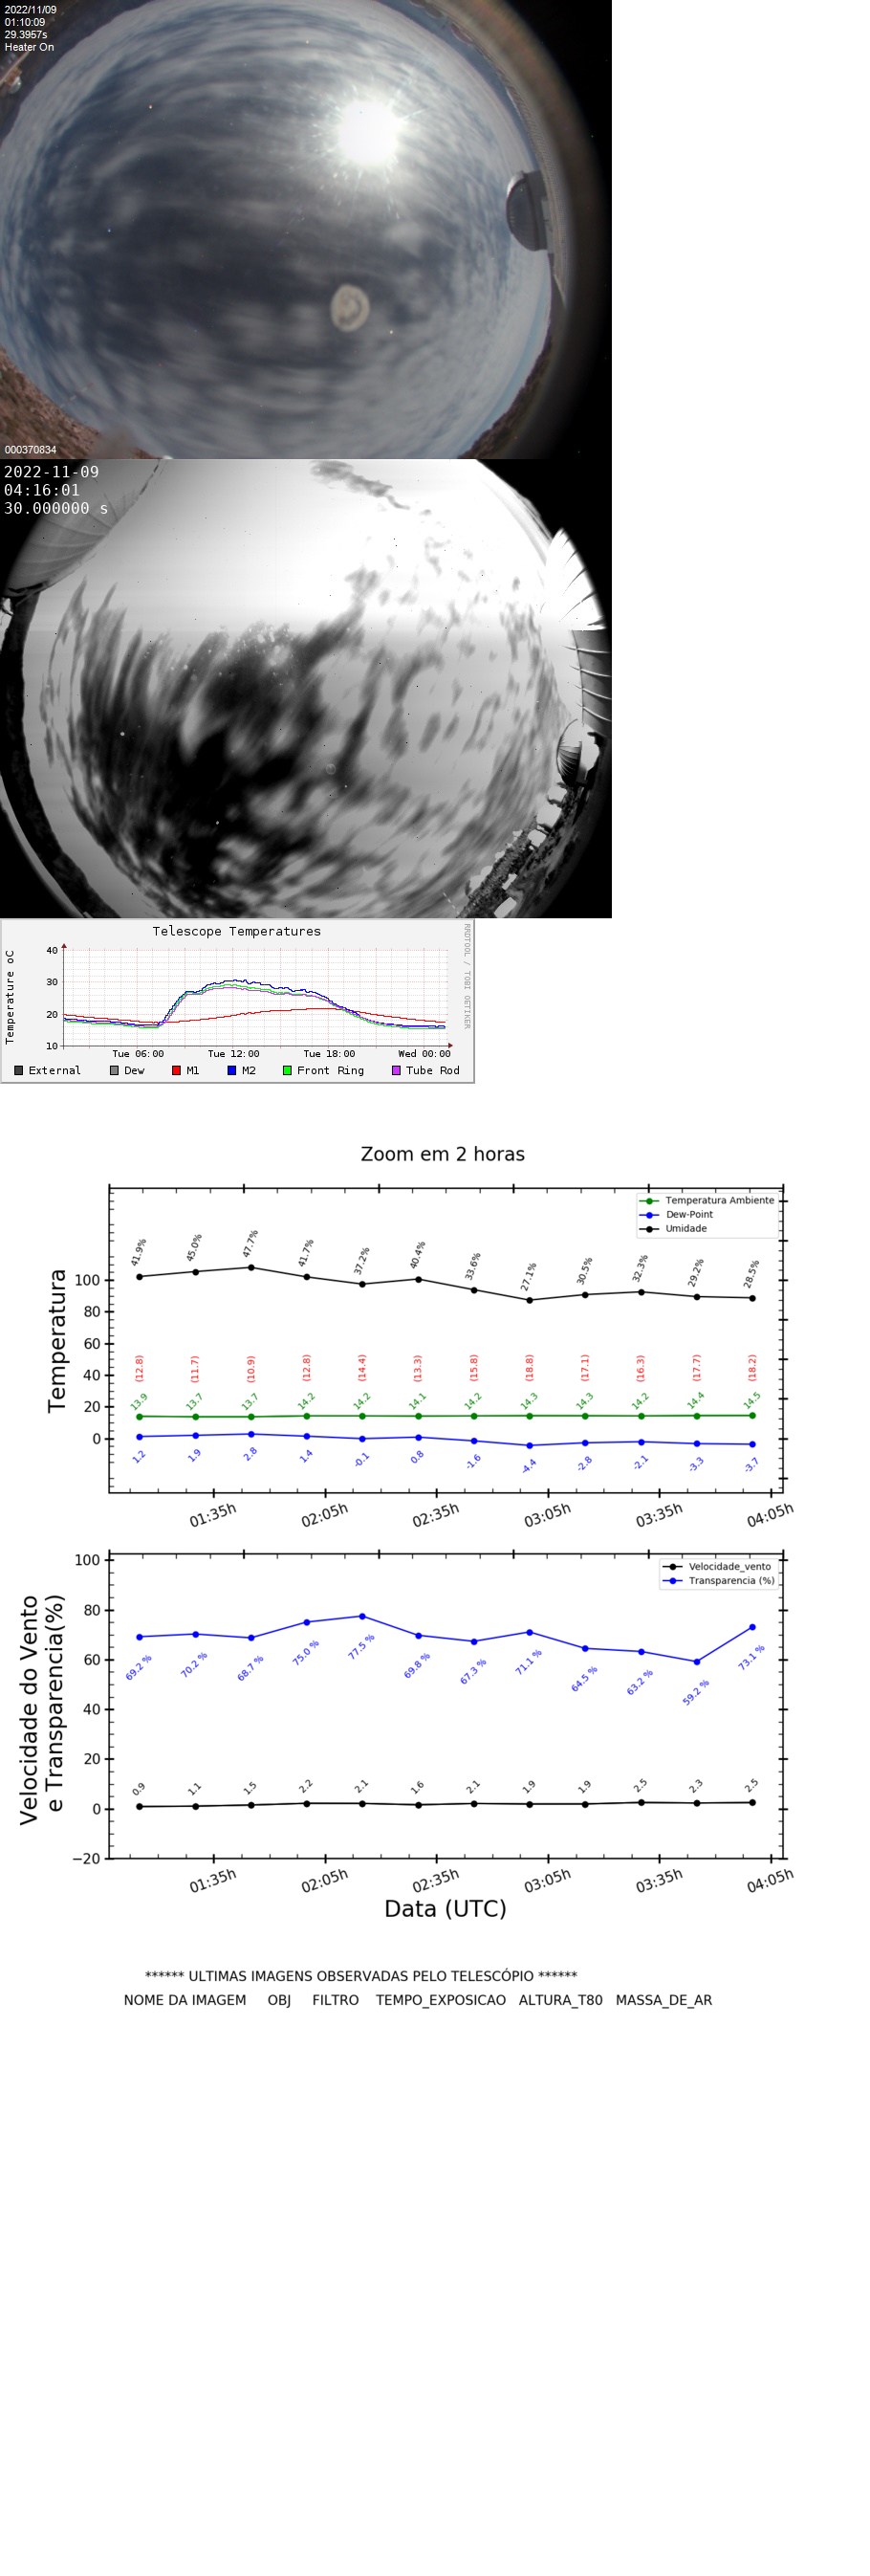 2022/11/09
01:10:09
29.3957s
Heater On
000370834
2022-11-09
04:16:01
30.000000 s
Telescope Temperatures
RRDTOOL / TOBI OETIKER
Temperature oC
40
30
20
10
Tue 06:00 Tue 12:00 Tue 18:00 Wed 00:00
External Dew M1 M2 Front Ring Tube Rod
Zoom em 2 horas
Temperatura Ambiente
Dew-Point
Umidade
Temperatura
100
80
60
40
20
0
41.9% 45.0% 47.7% 41.7% 37.2% 40.4% 33.6% 27.1% 30.5% 32.3% 29.2% 28.5%
(12.8) (11.7) (10.9) (12.8) (14.4) (13.3) (15.8) (18.8) (17.1) (16.3) (17.7) (18.2)
13.9 13.7 13.7 14.2 14.2 14.1 14.2 14.3 14.3 14.2 14.4 14.5
1.2 1.9 2.8 1.4 -0.1 0.8 -1.6 -4.4 -2.8 -2.1 -3.3 -3.7
01:35h 02:05h 02:35h 03:05h 03:35h 04:05h
Velocidade_vento
Transparencia (%)
Velocidade do Vento
e Transparencia(%)
100
80
60
40
20
0
−20
69.2 % 70.2 % 68.7 % 75.0 % 77.5 % 69.8 % 67.3 % 71.1 % 64.5 % 63.2 % 59.2 % 73.1 %
0.9 1.1 1.5 2.2 2.1 1.6 2.1 1.9 1.9 2.5 2.3 2.5
01:35h 02:05h 02:35h 03:05h 03:35h 04:05h
Data (UTC)
****** ULTIMAS IMAGENS OBSERVADAS PELO TELESCÓPIO ******
NOME DA IMAGEM OBJ FILTRO TEMPO_EXPOSICAO ALTURA_T80 MASSA_DE_AR